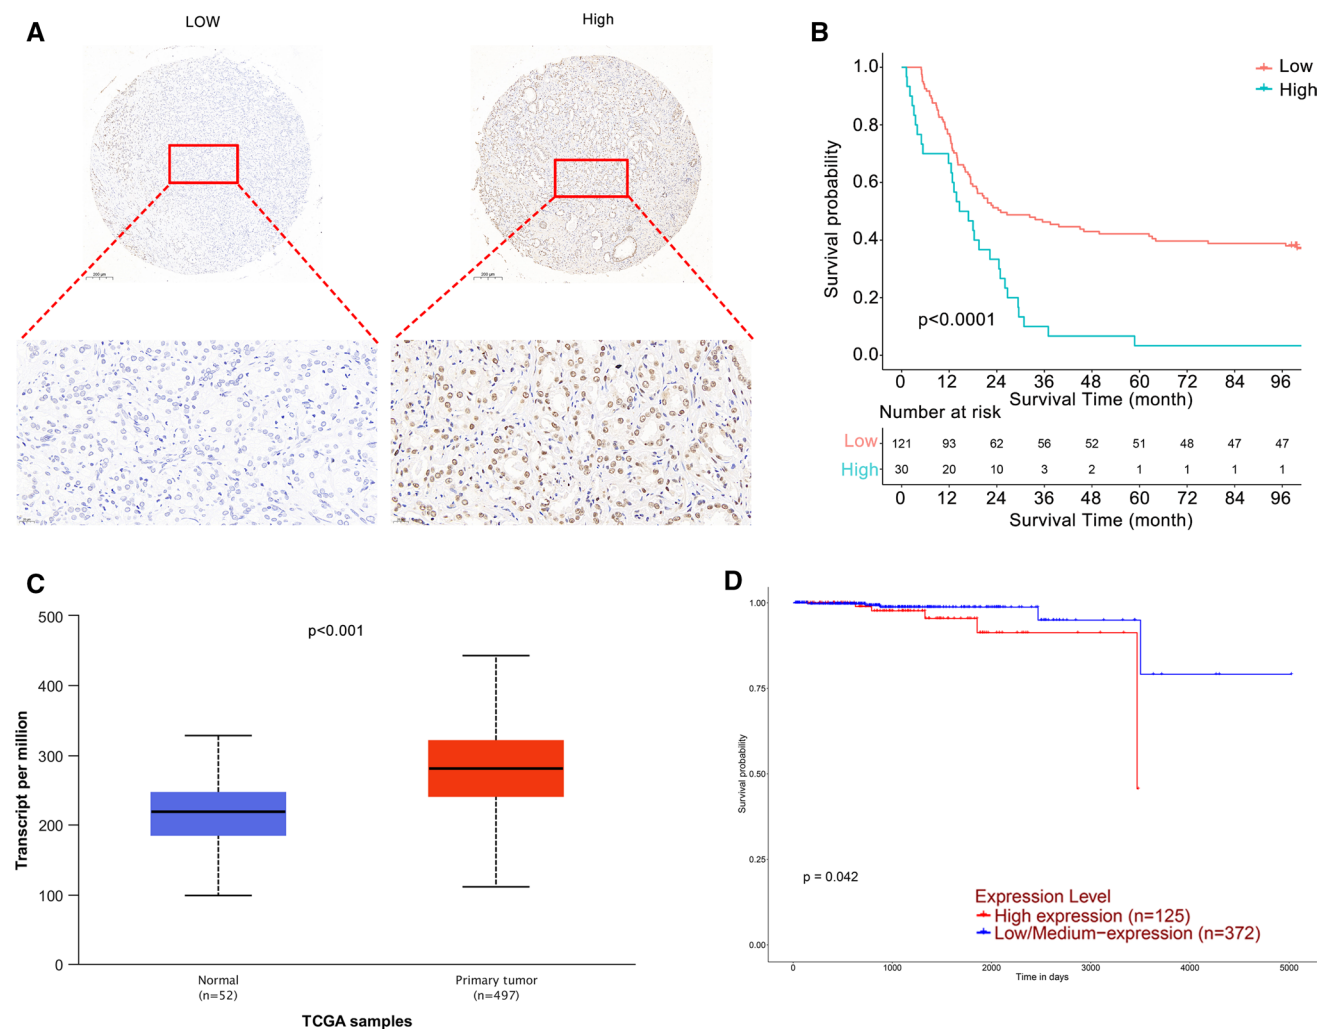 A
LOW
High
200 μm
200 μm
B
1.0
0.8
0.6
0.4
0.2
0.0
Survival probability
Low
High
p<0.0001
0 12 24 36 48 60 72 84 96
Survival Time (month)
Number at risk
Low 121 93 62 56 52 51 48 47 47
High 30 20 10 3 2 1 1 1 1
0 12 24 36 48 60 72 84 96
Survival Time (month)
C
500
400
300
200
100
0
Transcript per million
p<0.001
Normal
(n=52)
Primary tumor
(n=497)
TCGA samples
D
1.00
0.75
0.50
0.25
0.00
Survival probability
p = 0.042
Expression Level
High expression (n=125)
Low/Medium-expression (n=372)
0 1000 2000 3000 4000 5000
Time in days